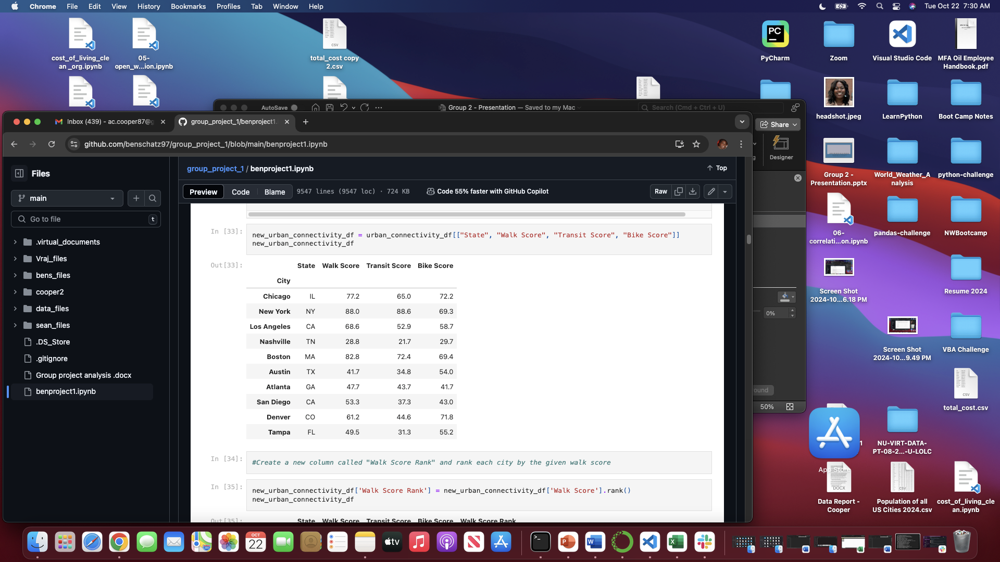 Chrome File Edit View History Bookmarks Profiles Tab Window Help Tue Oct 22 7:30 AM
cost_of_living_cle
an _org.ipynb
05-
open_w...ion.ipynb
total_cost copy
2.csv
CSV
PC
PyCharm
Zoom
Visual Studio Code
MFA Oil Employee
Handbook.pdf
headshot.jpeg
LearnPython
Boot Camp Notes
AutoSave
Group 2 - Presentation — Saved to my Mac
Search (Cmd + Ctrl + U)
Share
Designer
Inbox (439) - ac.cooper87@g
group_project_1/benproject1.
github.com/benschatz97/group_project_1/blob/main/benproject1.ipynb
Files
main
Go to file
t
.virtual_documents
Vraj_files
bens_files
cooper2
data_files
sean_files
.DS_Store
.gitignore
Group project analysis .docx
benproject1.ipynb
group_project_1 / benproject1.ipynb
Top
Preview Code Blame 9547 lines (9547 loc) · 724 KB Code 55% faster with GitHub Copilot Raw
In [33]: new_urban_connectivity_df = urban_connectivity_df[["State", "Walk Score", "Transit Score", "Bike Score"]]
new_urban_connectivity_df
Out[33]: State Walk Score Transit Score Bike Score
City
Chicago IL 77.2 65.0 72.2
New York NY 88.0 88.6 69.3
Los Angeles CA 68.6 52.9 58.7
Nashville TN 28.8 21.7 29.7
Boston MA 82.8 72.4 69.4
Austin TX 41.7 34.8 54.0
Atlanta GA 47.7 43.7 41.7
San Diego CA 53.3 37.3 43.0
Denver CO 61.2 44.6 71.8
Tampa FL 49.5 31.3 55.2
In [34]: #Create a new column called "Walk Score Rank" and rank each city by the given walk score
In [35]: new_urban_connectivity_df['Walk Score Rank'] = new_urban_connectivity_df['Walk Score'].rank()
new_urban_connectivity_df
Out[35]: State Walk Score Transit Score Bike Score Walk Score Rank
0%
ound
50%
Group 2 -
Presentation.pptx
World_Weather_A
nalysis
python-challenge
06-
correlati...on.ipynb
pandas-challenge
NWBootcamp
Screen Shot
2024-10...6.18 PM
Resume 2024
Screen Shot
2024-10...9.49 PM
VBA Challenge
CSV
total_cost.csv
1
App Store
NU-VIRT-DATA-
PT-08-2...-U-LOLC
DOCX
Data Report -
Cooper
CSV
Population of all
US Cities 2024.csv
cost_of_living_cle
an.ipynb
OCT
22
tv